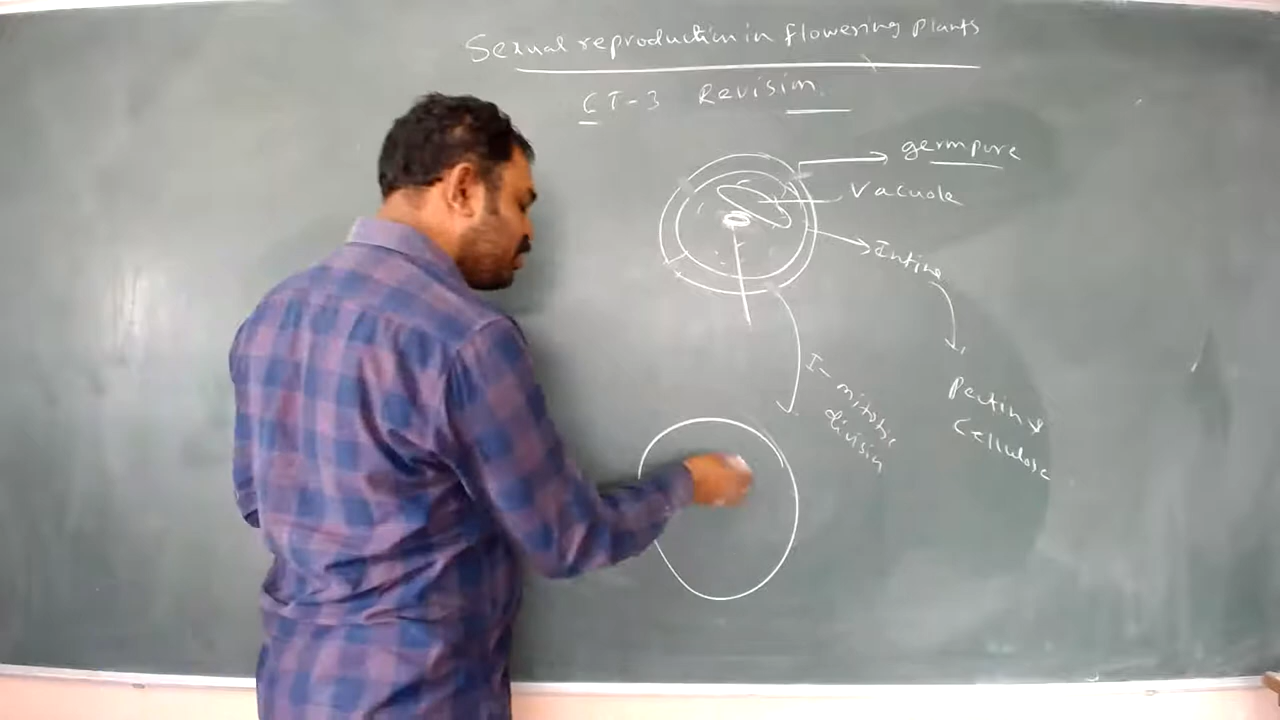 Sexual reproduction in flowering plants
CT-3 Revision
germpore
Vacuole
Intine
I- mitotic
division
Pectin &
Cellulose